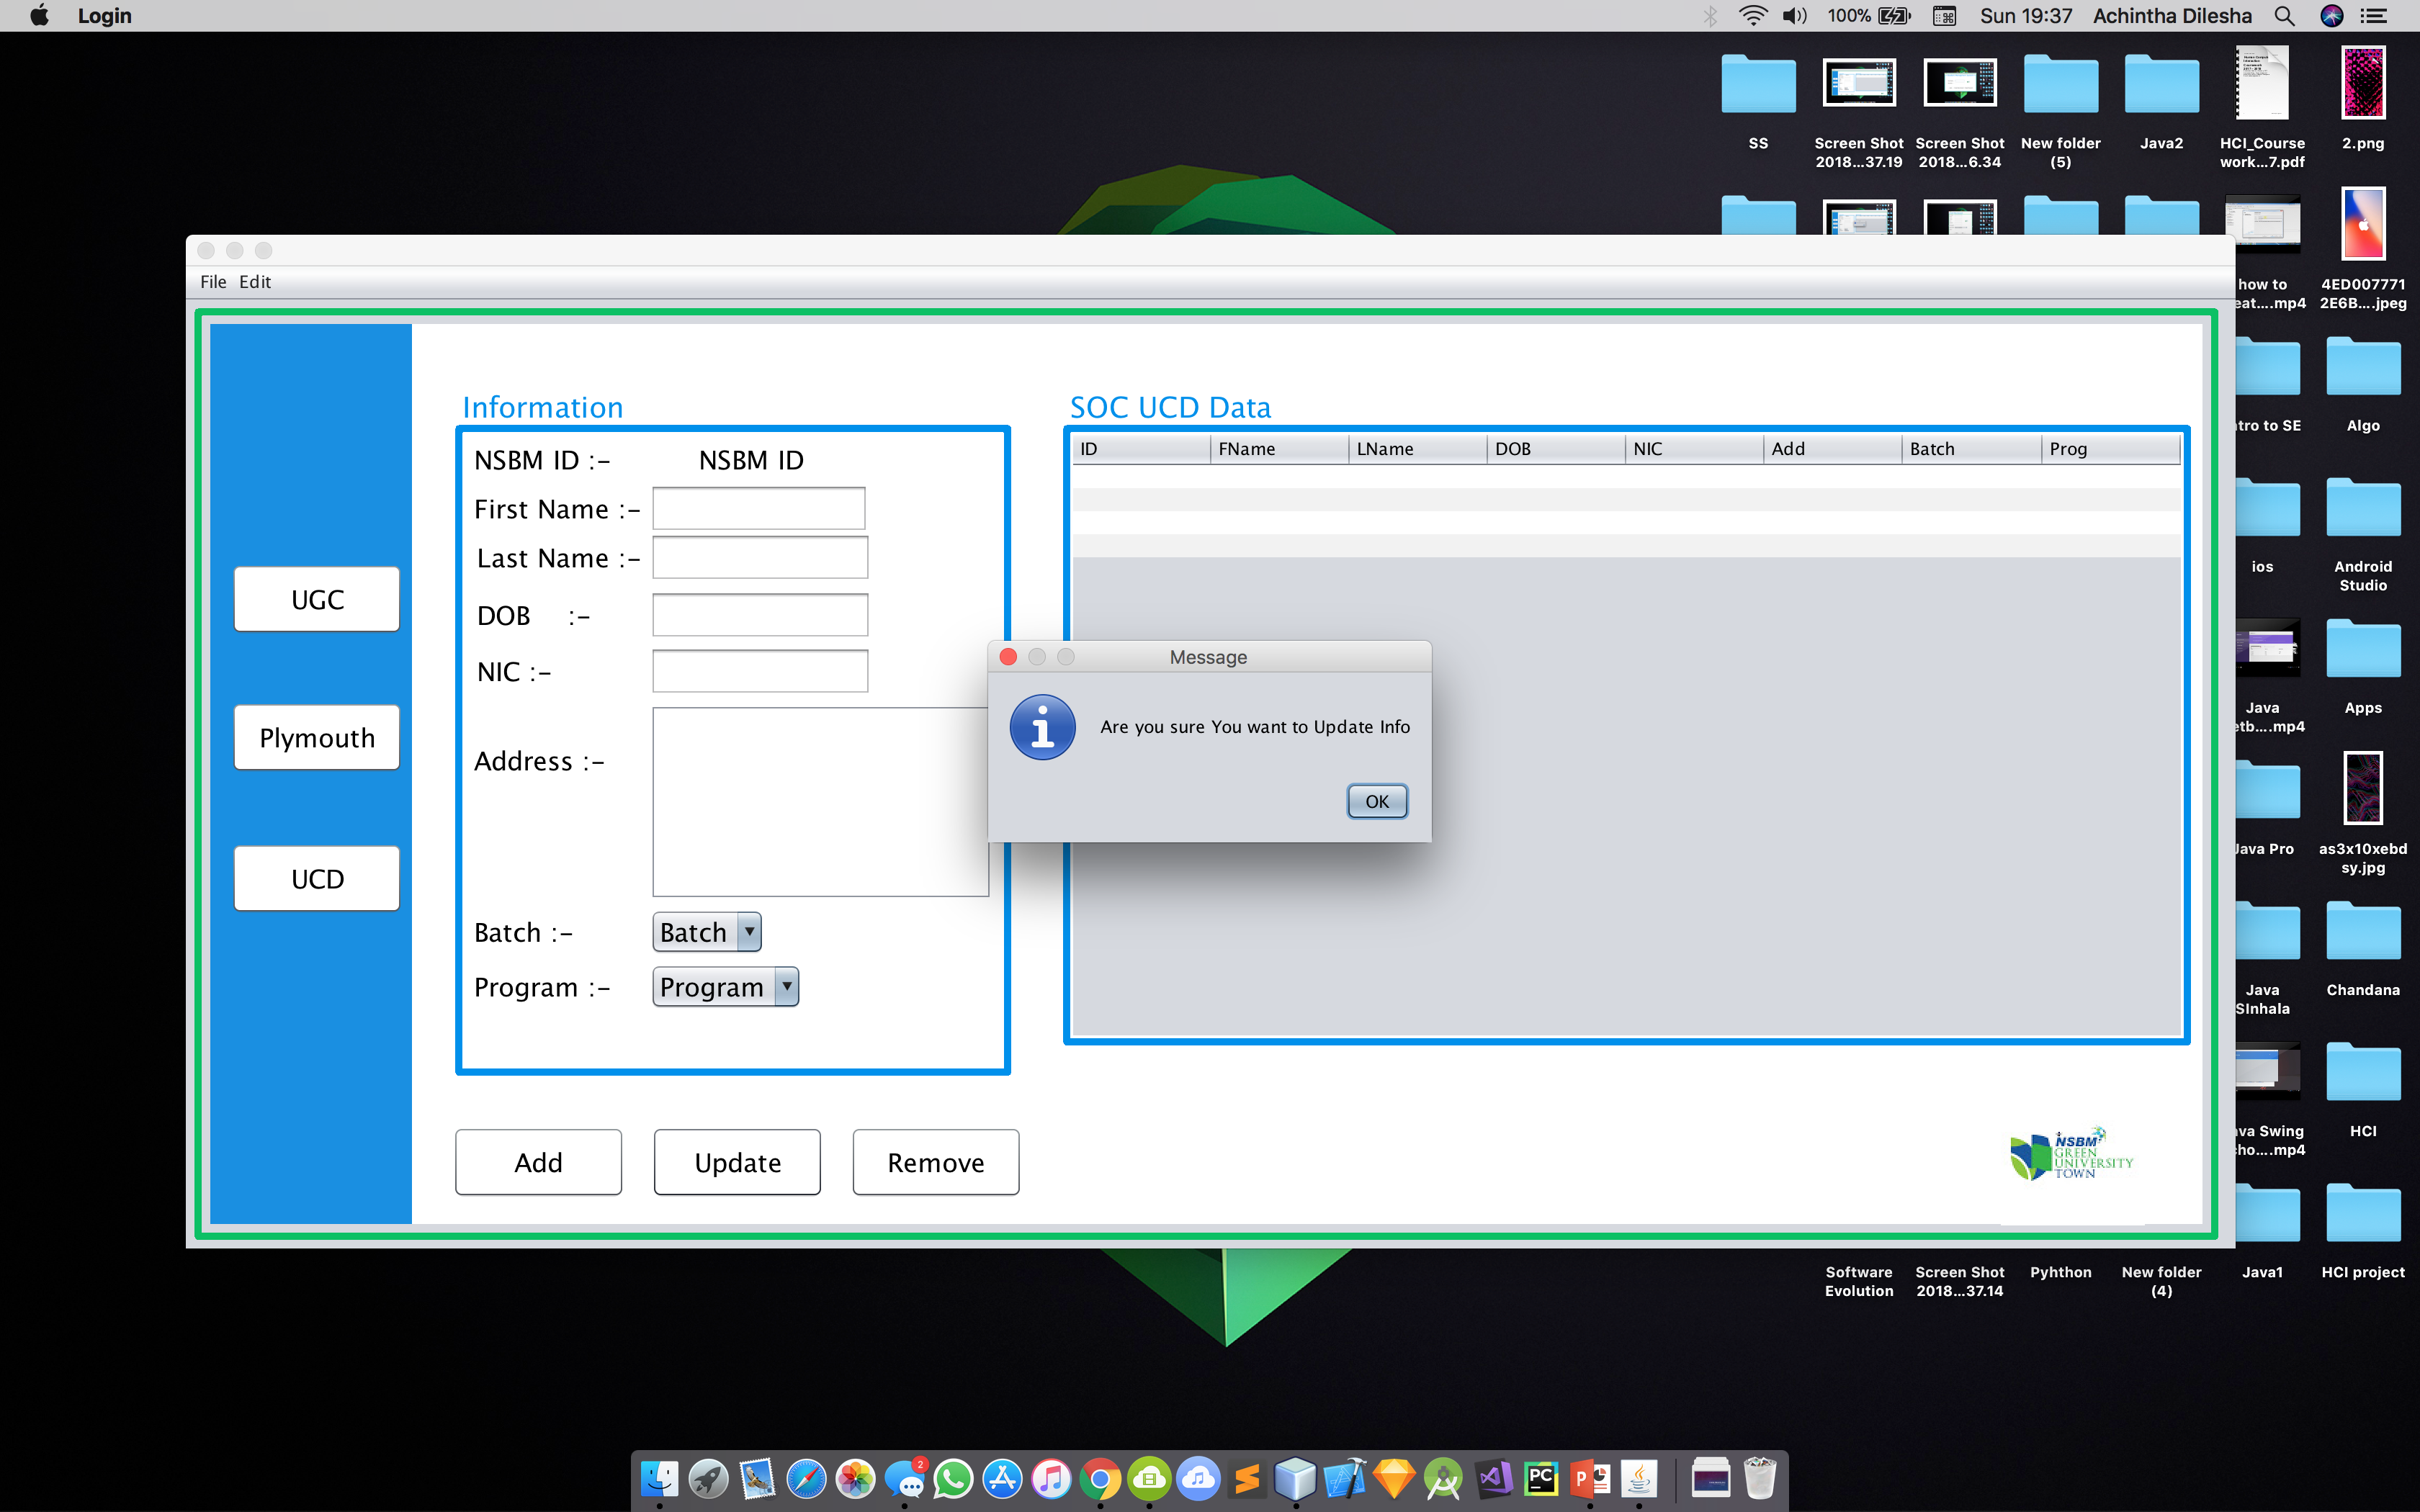 Login
100%
Sun 19:37
Achintha Dilesha
SS
Screen Shot
2018...37.19
Screen Shot
2018...6.34
New folder
(5)
Java2
HCI_Course
work...7.pdf
2.png
how to
eat....mp4
4ED007771
2E6B....jpeg
File Edit
Information
SOC UCD Data
NSBM ID :-
NSBM ID
ID
FName
LName
DOB
NIC
Add
Batch
Prog
First Name :-
Last Name :-
DOB :-
NIC :-
Address :-
Batch :-
Batch
Program :-
Program
UGC
Plymouth
UCD
Message
Are you sure You want to Update Info
OK
Add
Update
Remove
NSBM
GREEN
UNIVERSITY
TOWN
tro to SE
Algo
ios
Android
Studio
Java
etb....mp4
Apps
Java Pro
as3x10xebd
sy.jpg
Java
SInhala
Chandana
va Swing
ho....mp4
HCI
Software
Evolution
Screen Shot
2018...37.14
Pyhthon
New folder
(4)
Java1
HCI project
2
PC
P